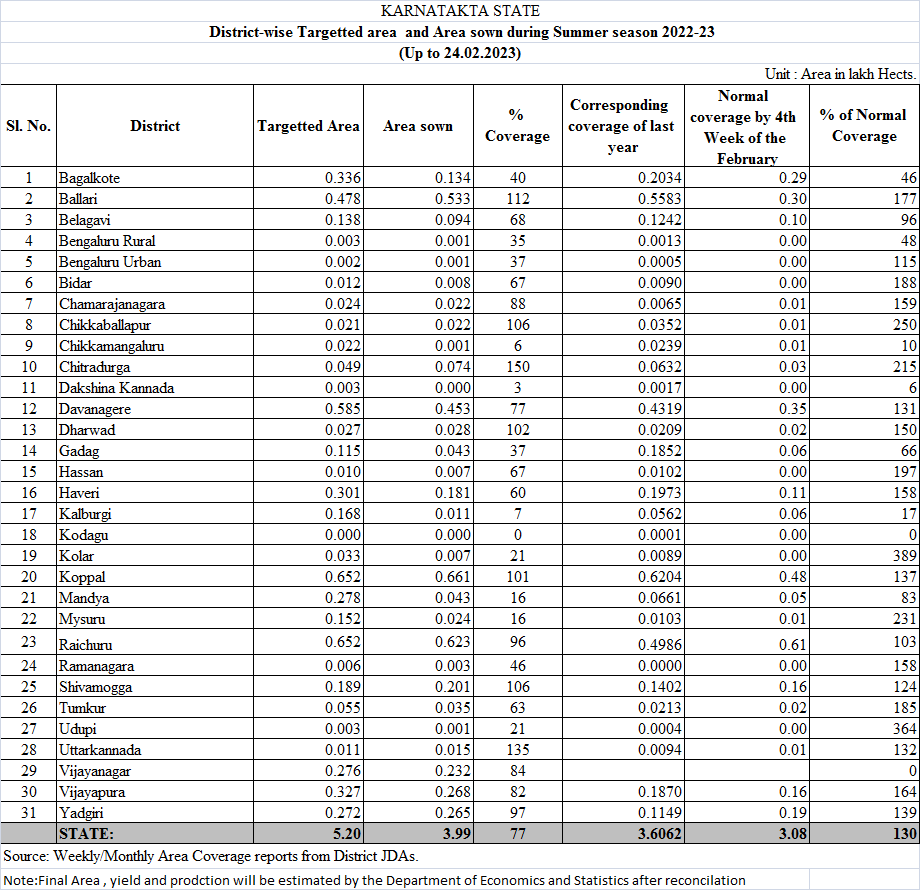 KARNATAKTA STATE
District-wise Targetted area and Area sown during Summer season 2022-23
(Up to 24.02.2023)
Unit : Area in lakh Hects.
Sl. No. District Targetted Area Area sown % Coverage Corresponding coverage of last year Normal coverage by 4th Week of the February % of Normal Coverage
1 Bagalkote 0.336 0.134 40 0.2034 0.29 46
2 Ballari 0.478 0.533 112 0.5583 0.30 177
3 Belagavi 0.138 0.094 68 0.1242 0.10 96
4 Bengaluru Rural 0.003 0.001 35 0.0013 0.00 48
5 Bengaluru Urban 0.002 0.001 37 0.0005 0.00 115
6 Bidar 0.012 0.008 67 0.0090 0.00 188
7 Chamarajanagara 0.024 0.022 88 0.0065 0.01 159
8 Chikkaballapur 0.021 0.022 106 0.0352 0.01 250
9 Chikkamangaluru 0.022 0.001 6 0.0239 0.01 10
10 Chitradurga 0.049 0.074 150 0.0632 0.03 215
11 Dakshina Kannada 0.003 0.000 3 0.0017 0.00 6
12 Davanagere 0.585 0.453 77 0.4319 0.35 131
13 Dharwad 0.027 0.028 102 0.0209 0.02 150
14 Gadag 0.115 0.043 37 0.1852 0.06 66
15 Hassan 0.010 0.007 67 0.0102 0.00 197
16 Haveri 0.301 0.181 60 0.1973 0.11 158
17 Kalburgi 0.168 0.011 7 0.0562 0.06 17
18 Kodagu 0.000 0.000 0 0.0001 0.00 0
19 Kolar 0.033 0.007 21 0.0089 0.00 389
20 Koppal 0.652 0.661 101 0.6204 0.48 137
21 Mandya 0.278 0.043 16 0.0661 0.05 83
22 Mysuru 0.152 0.024 16 0.0103 0.01 231
23 Raichuru 0.652 0.623 96 0.4986 0.61 103
24 Ramanagara 0.006 0.003 46 0.0000 0.00 158
25 Shivamogga 0.189 0.201 106 0.1402 0.16 124
26 Tumkur 0.055 0.035 63 0.0213 0.02 185
27 Udupi 0.003 0.001 21 0.0004 0.00 364
28 Uttarkannada 0.011 0.015 135 0.0094 0.01 132
29 Vijayanagar 0.276 0.232 84 0
30 Vijayapura 0.327 0.268 82 0.1870 0.16 164
31 Yadgiri 0.272 0.265 97 0.1149 0.19 139
STATE: 5.20 3.99 77 3.6062 3.08 130
Source: Weekly/Monthly Area Coverage reports from District JDAs.
Note:Final Area , yield and prodction will be estimated by the Department of Economics and Statistics after reconcilation